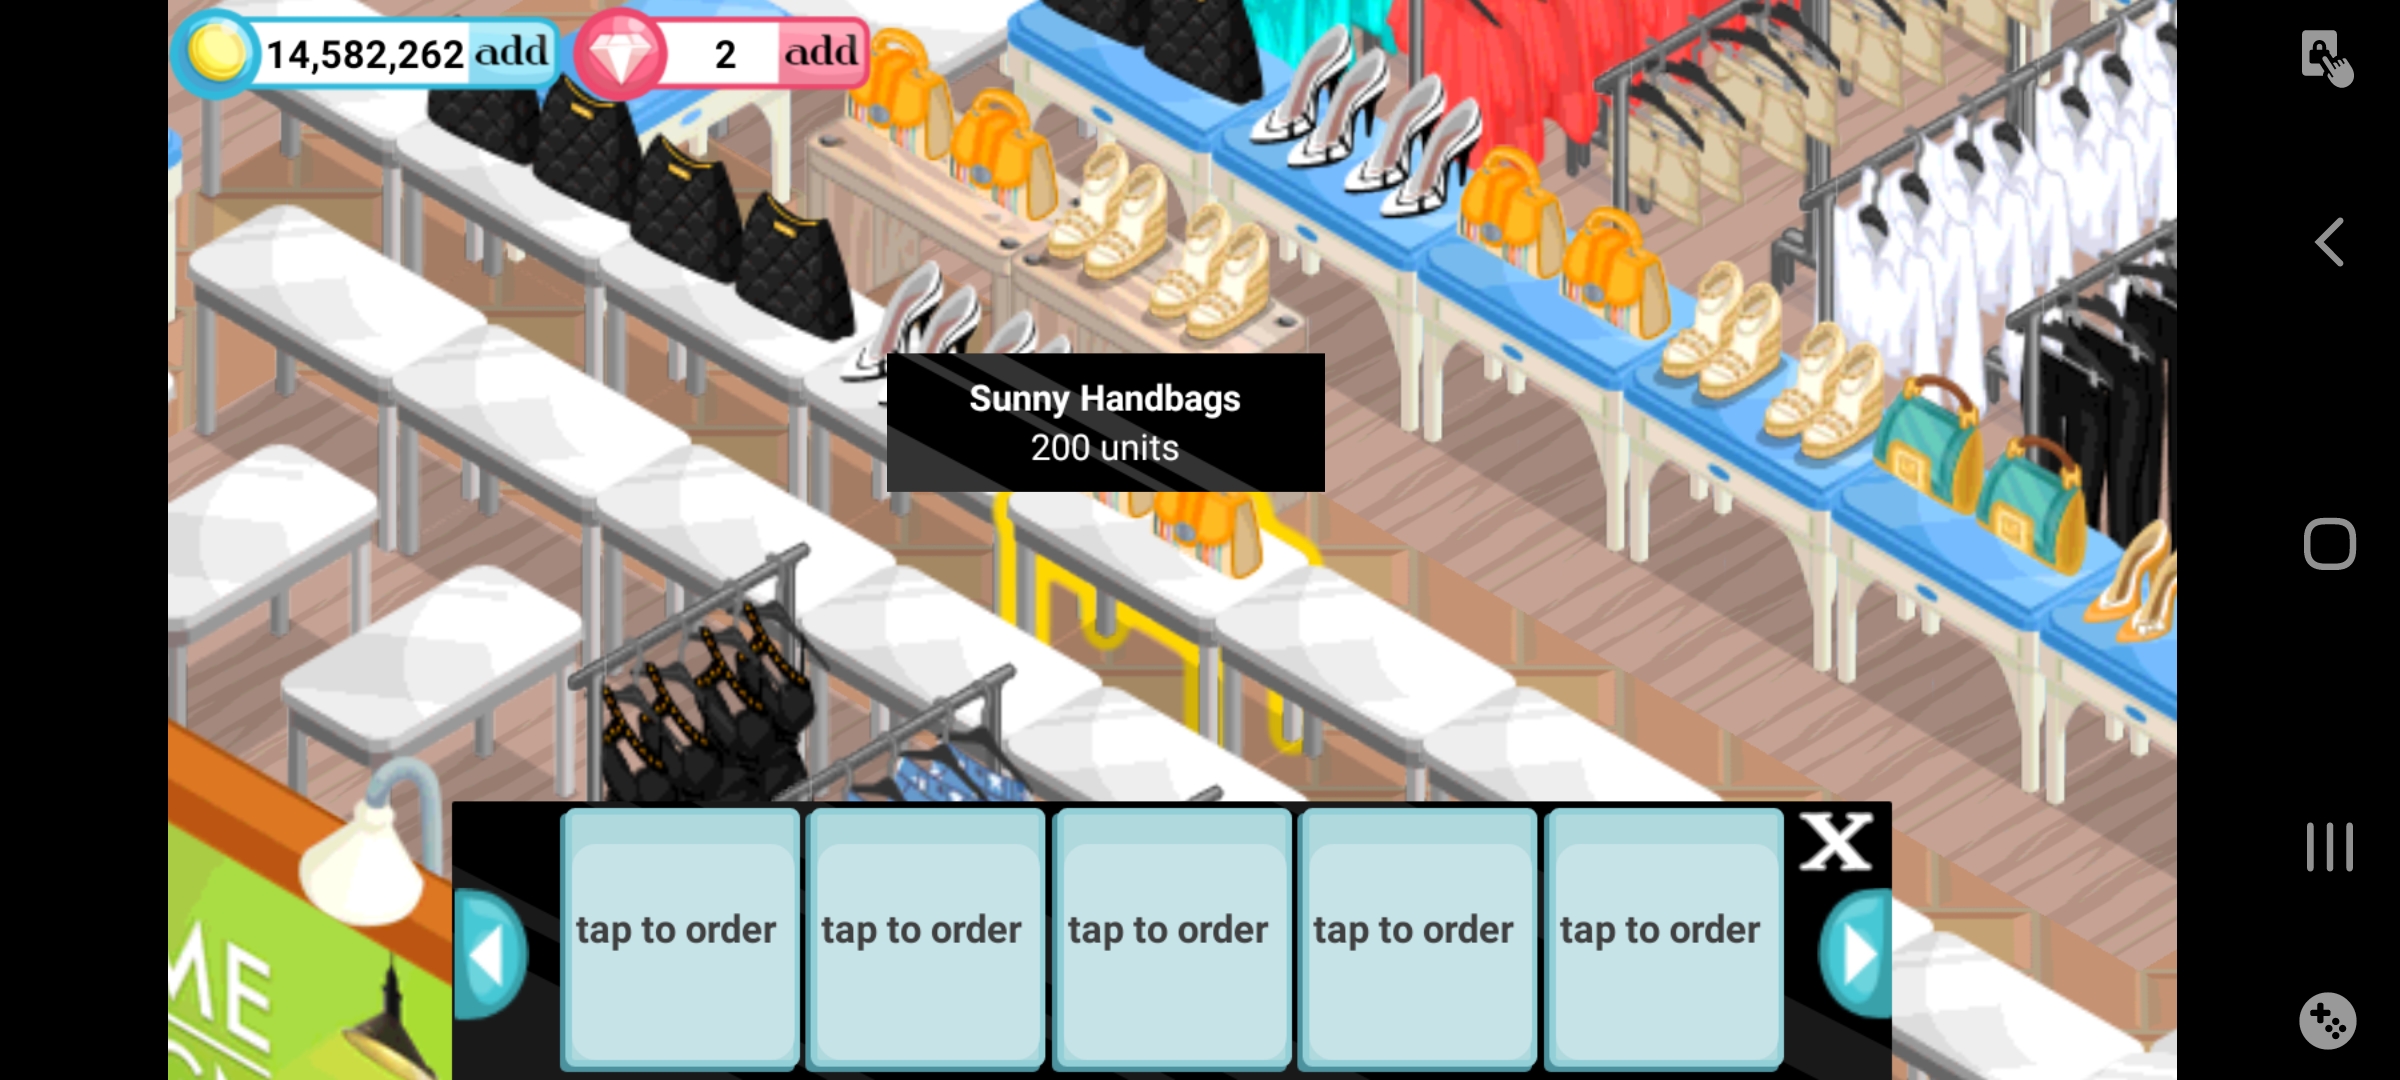 14,582,262 add
2 add
Sunny Handbags
200 units
tap to order
tap to order
tap to order
tap to order
tap to order
X
ME